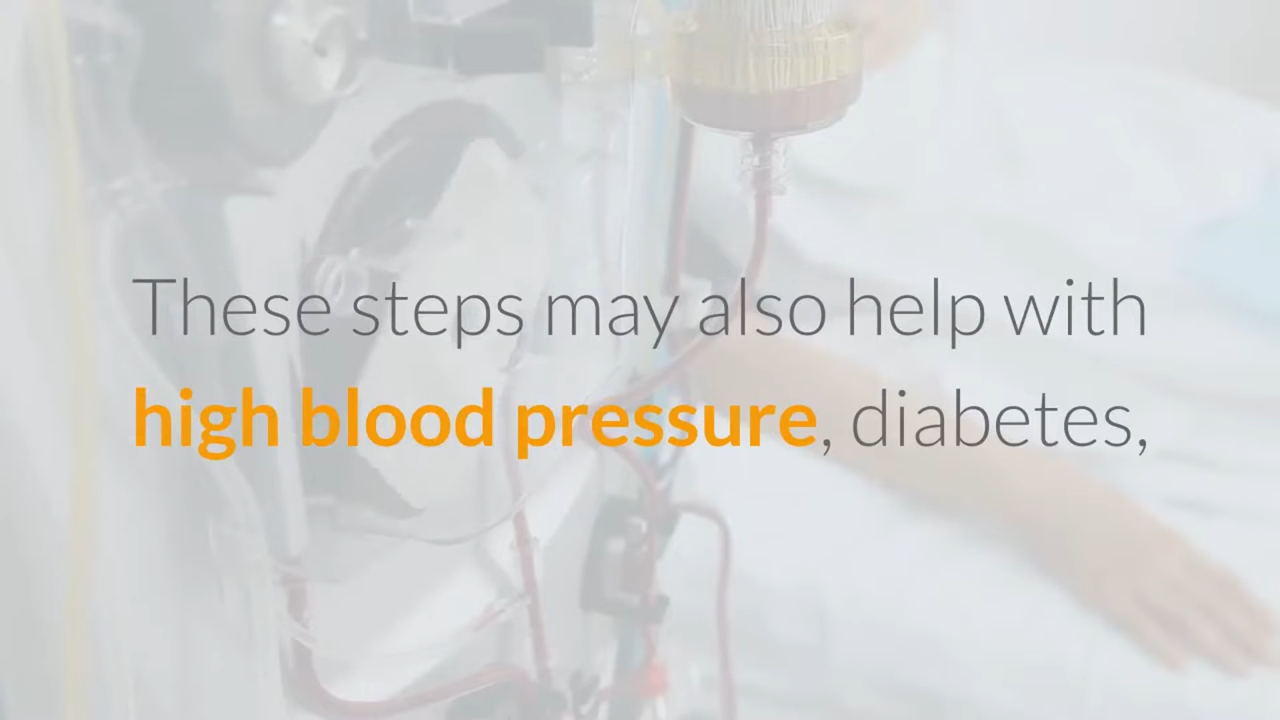 These steps may also help with
high blood pressure, diabetes,